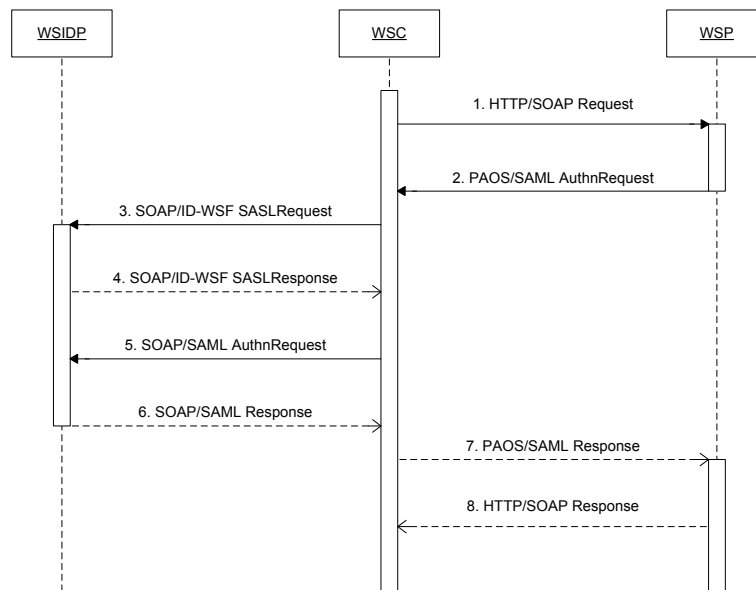 WSIDP
WSC
WSP
1. HTTP/SOAP Request
2. PAOS/SAML AuthnRequest
3. SOAP/ID-WSF SASLRequest
4. SOAP/ID-WSF SASLResponse
5. SOAP/SAML AuthnRequest
6. SOAP/SAML Response
7. PAOS/SAML Response
8. HTTP/SOAP Response